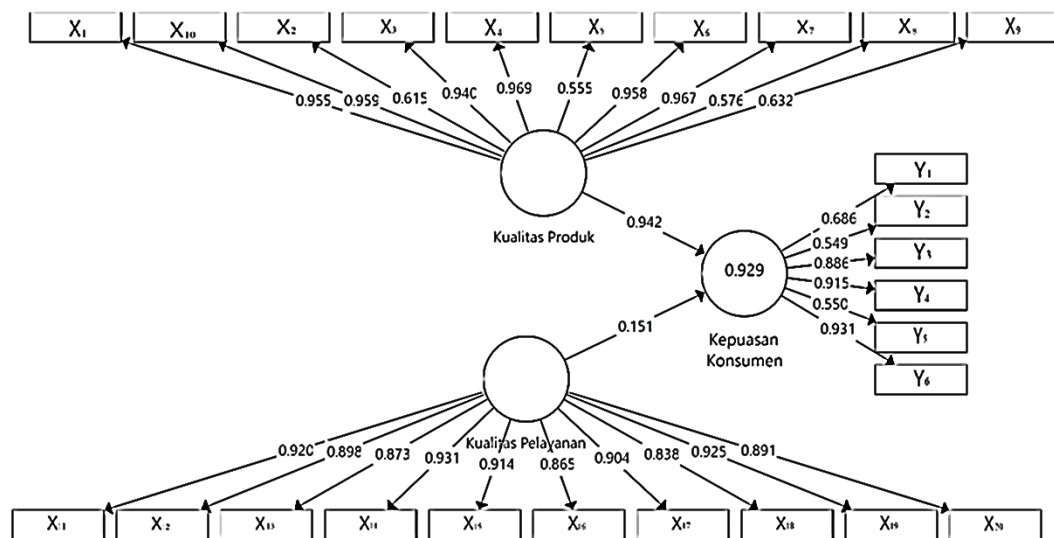 X₁ X₁₀ X₂ X₃ X₄ X₅ X₆ X₇ X₈ X₉
0.955 0.959 0.615 0.940 0.969 0.555 0.958 0.967 0.576 0.632
Kualitas Produk
0.942
Y₁
0.686
Y₂
0.549
Y₃
0.886
0.929
0.915
Y₄
0.550
Y₅
0.931
Y₆
0.151
Kepuasan
Konsumen
Kualitas Pelayanan
0.920 0.898 0.873 0.931 0.914 0.865 0.904 0.838 0.925 0.891
X₁₃ X₁₄ X₁₅ X₁₆ X₁₇ X₁₈ X₁₉ X₂₀